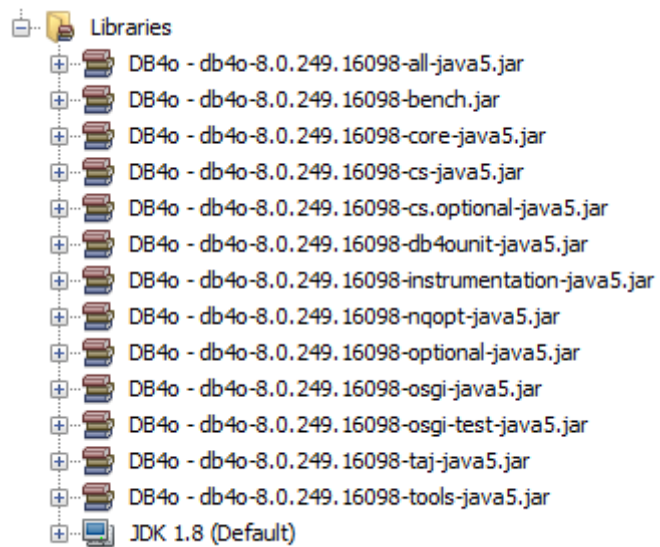 Libraries
DB4o - db4o-8.0.249.16098-all-java5.jar
DB4o - db4o-8.0.249.16098-bench.jar
DB4o - db4o-8.0.249.16098-core-java5.jar
DB4o - db4o-8.0.249.16098-cs-java5.jar
DB4o - db4o-8.0.249.16098-cs.optional-java5.jar
DB4o - db4o-8.0.249.16098-db4ounit-java5.jar
DB4o - db4o-8.0.249.16098-instrumentation-java5.jar
DB4o - db4o-8.0.249.16098-nqopt-java5.jar
DB4o - db4o-8.0.249.16098-optional-java5.jar
DB4o - db4o-8.0.249.16098-osgi-java5.jar
DB4o - db4o-8.0.249.16098-osgi-test-java5.jar
DB4o - db4o-8.0.249.16098-taj-java5.jar
DB4o - db4o-8.0.249.16098-tools-java5.jar
JDK 1.8 (Default)